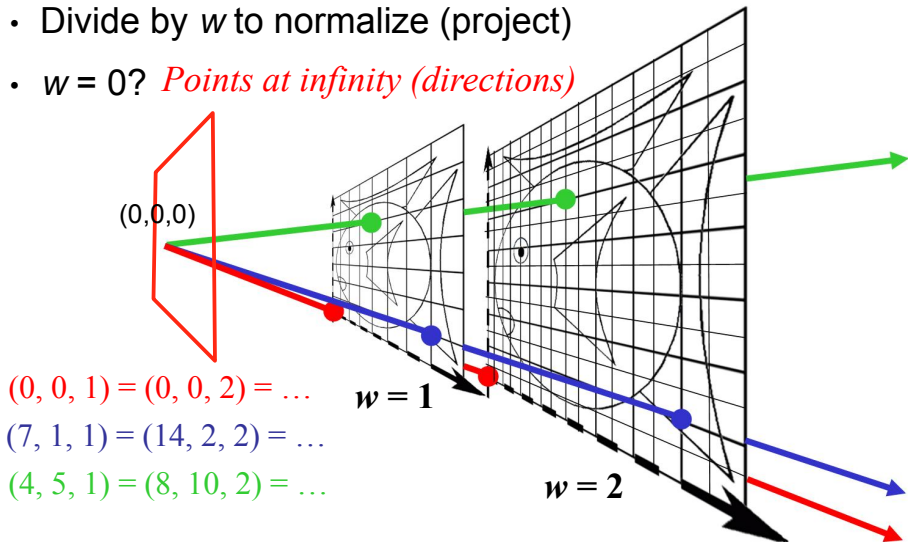 • Divide by w to normalize (project)
• w = 0? Points at infinity (directions)
(0,0,0)
(0, 0, 1) = (0, 0, 2) = …
w = 1
(7, 1, 1) = (14, 2, 2) = …
(4, 5, 1) = (8, 10, 2) = …
w = 2